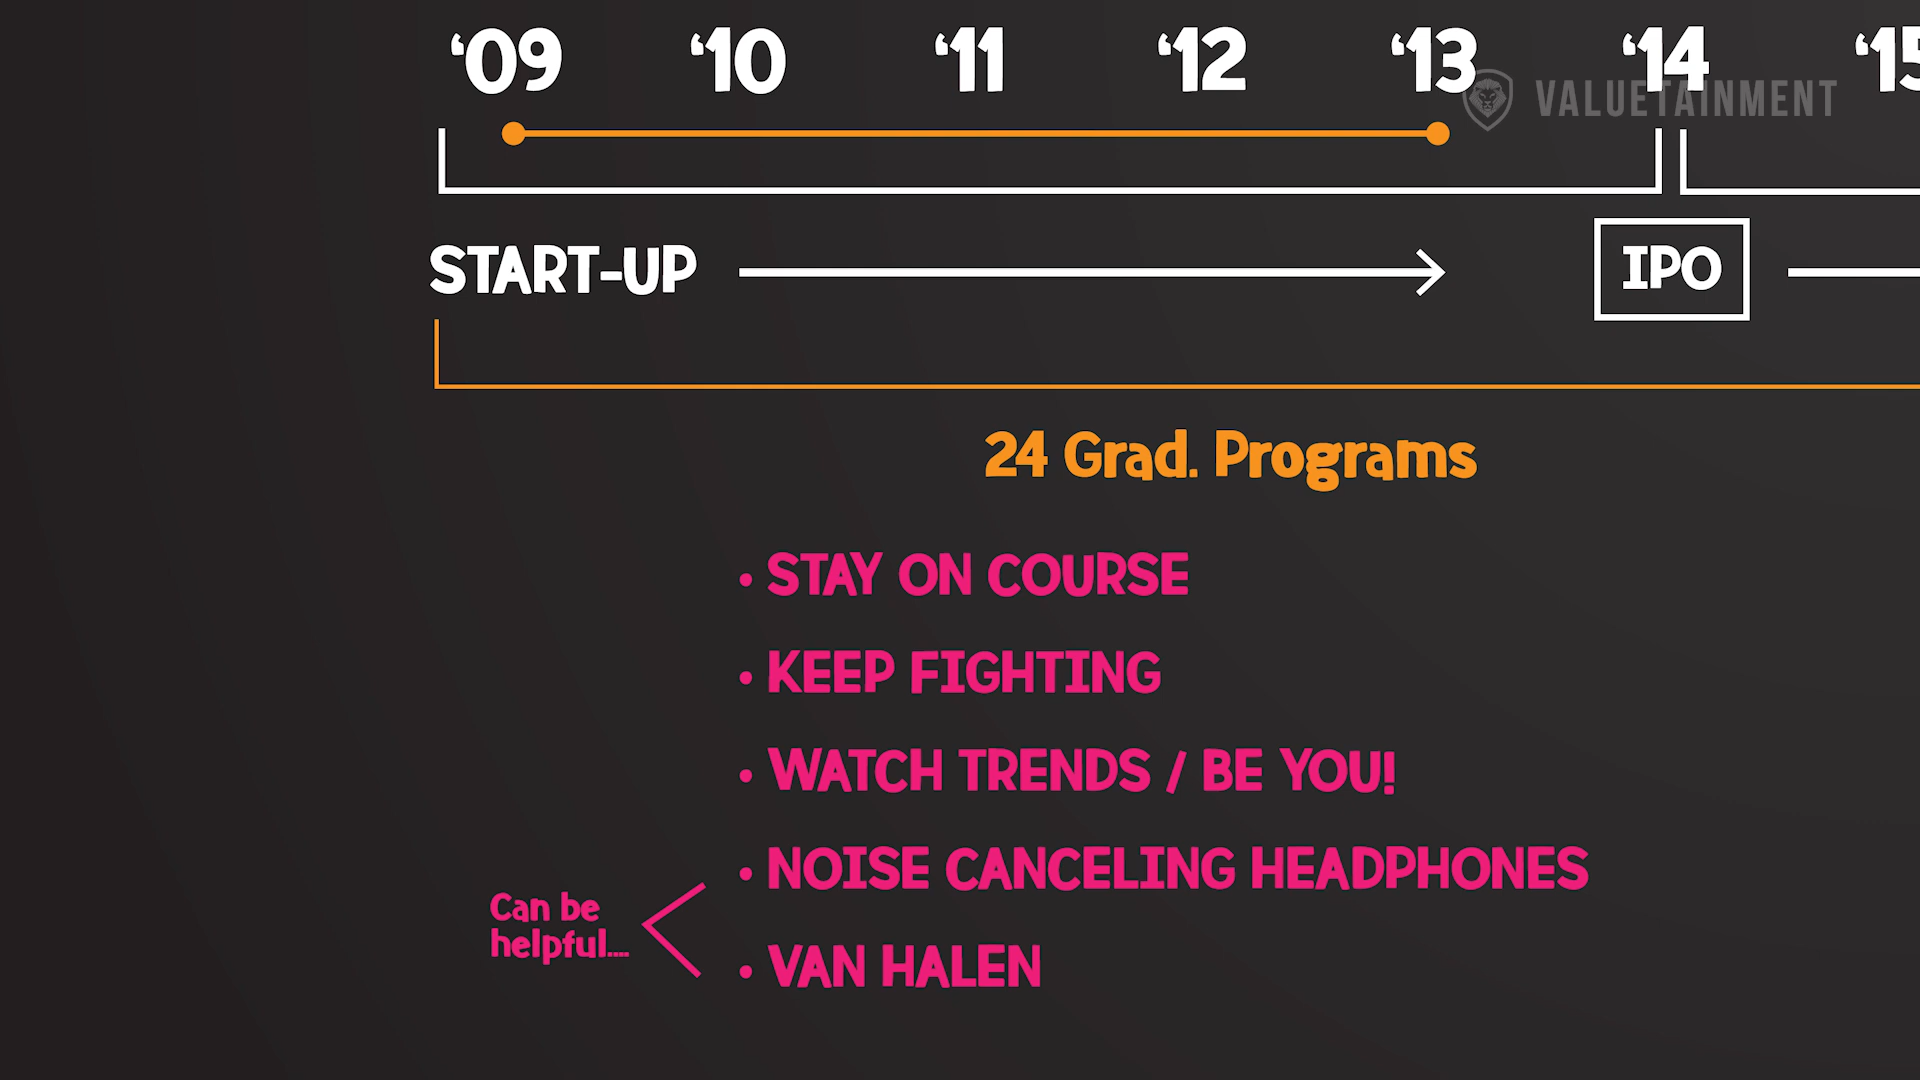 ‘09 ‘10 ‘11 ‘12 ‘13 ‘14 ‘15
VALUETAINMENT
START-UP IPO
24 Grad. Programs
• STAY ON COURSE
• KEEP FIGHTING
• WATCH TRENDS / BE YOU!
• NOISE CANCELING HEADPHONES
Can be
helpful....
• VAN HALEN